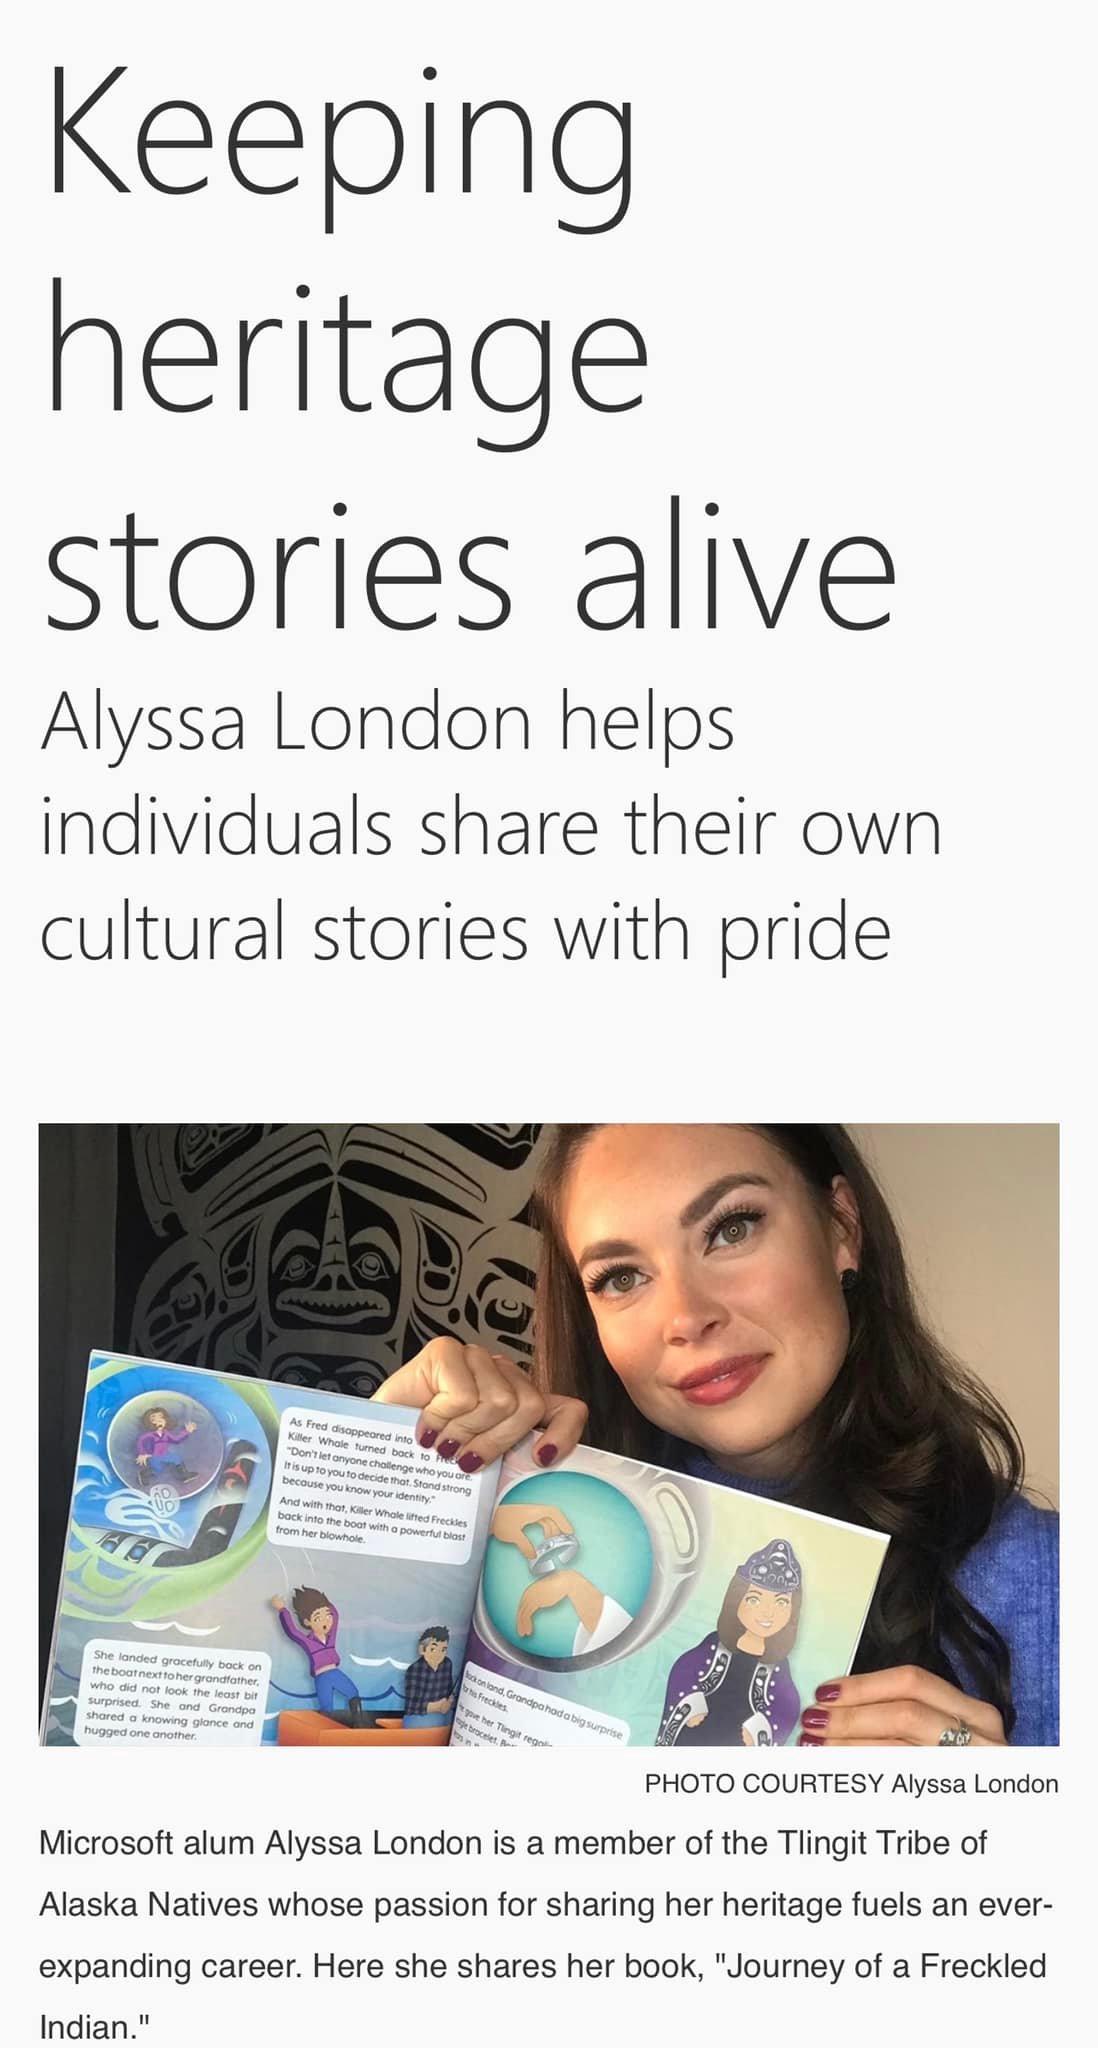 Keeping
heritage
stories alive
Alyssa London helps
individuals share their own
cultural stories with pride
As Fred disappeared into
Killer Whale turned back to
"Don't let anyone challenge who you are.
It is up to you to decide that. Stand strong
because you know your identity."
And with that, Killer Whale lifted Freckles
back into the boat with a powerful blast
from her blowhole.
She landed gracefully back on
the boat next to her grandfather,
who did not look the least bit
surprised. She and Grandpa
shared a knowing glance and
hugged one another.
Back on land, Grandpa had a big surprise
for his Freckles.
gave her Tlingit
bracelet.
PHOTO COURTESY Alyssa London
Microsoft alum Alyssa London is a member of the Tlingit Tribe of
Alaska Natives whose passion for sharing her heritage fuels an ever-
expanding career. Here she shares her book, "Journey of a Freckled
Indian."